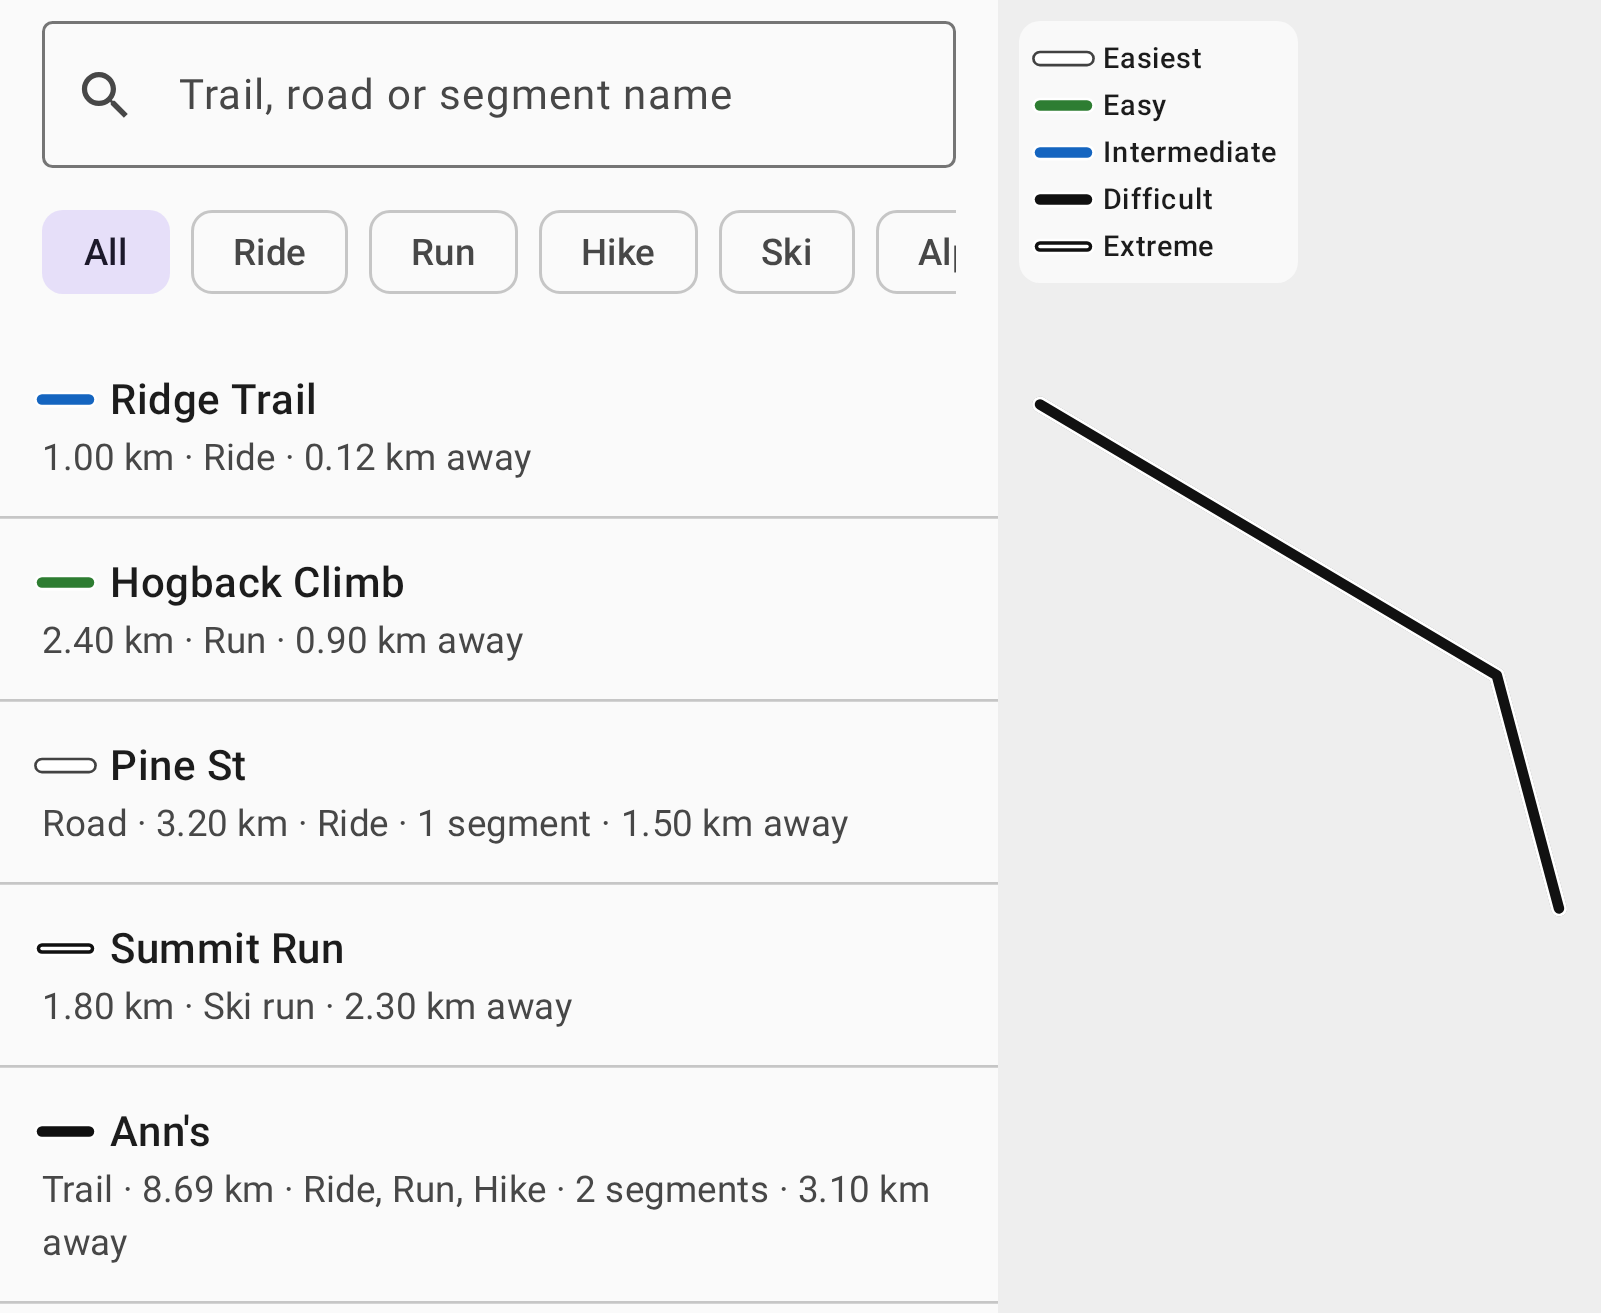 Trail, road or segment name
All
Ride
Run
Hike
Ski
Ridge Trail
1.00 km · Ride · 0.12 km away
Hogback Climb
2.40 km · Run · 0.90 km away
Pine St
Road · 3.20 km · Ride · 1 segment · 1.50 km away
Summit Run
1.80 km · Ski run · 2.30 km away
Ann's
Trail · 8.69 km · Ride, Run, Hike · 2 segments · 3.10 km
away
Easiest
Easy
Intermediate
Difficult
Extreme